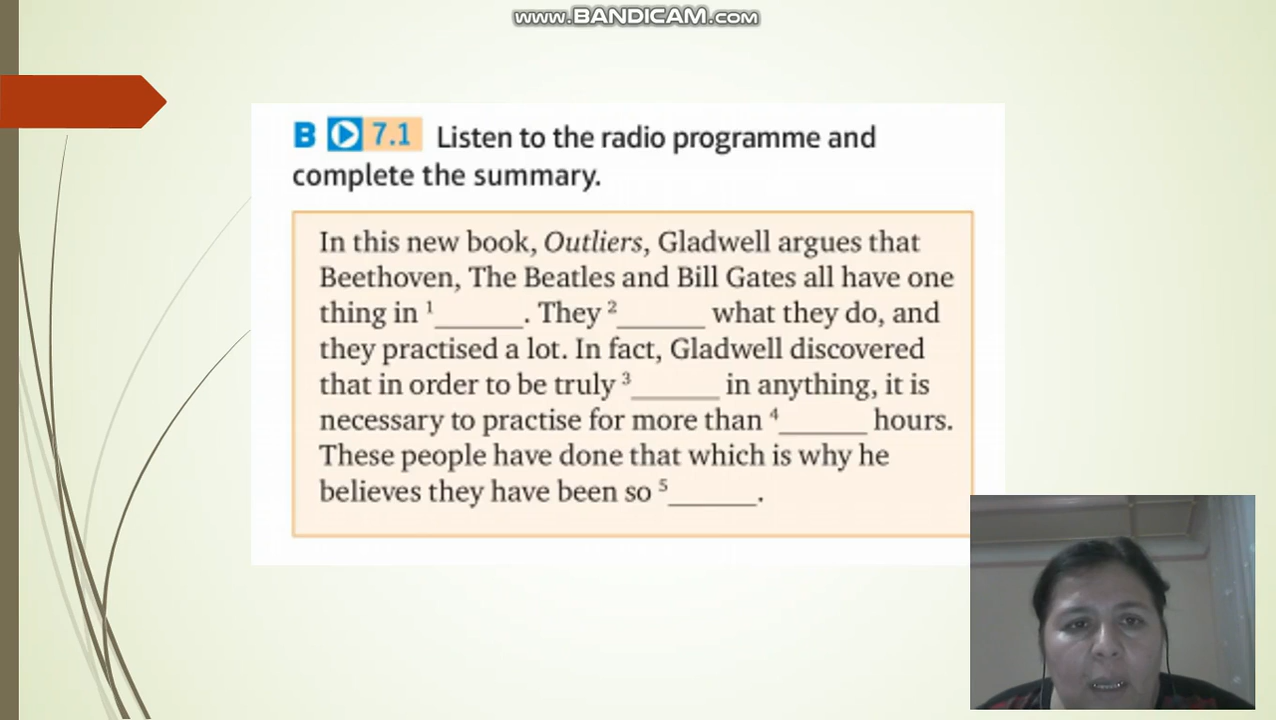 www.BANDICAM.com
B 7.1 Listen to the radio programme and
complete the summary.
In this new book, Outliers, Gladwell argues that
Beethoven, The Beatles and Bill Gates all have one
thing in 1______. They 2______ what they do, and
they practised a lot. In fact, Gladwell discovered
that in order to be truly 3______ in anything, it is
necessary to practise for more than 4______ hours.
These people have done that which is why he
believes they have been so 5______.